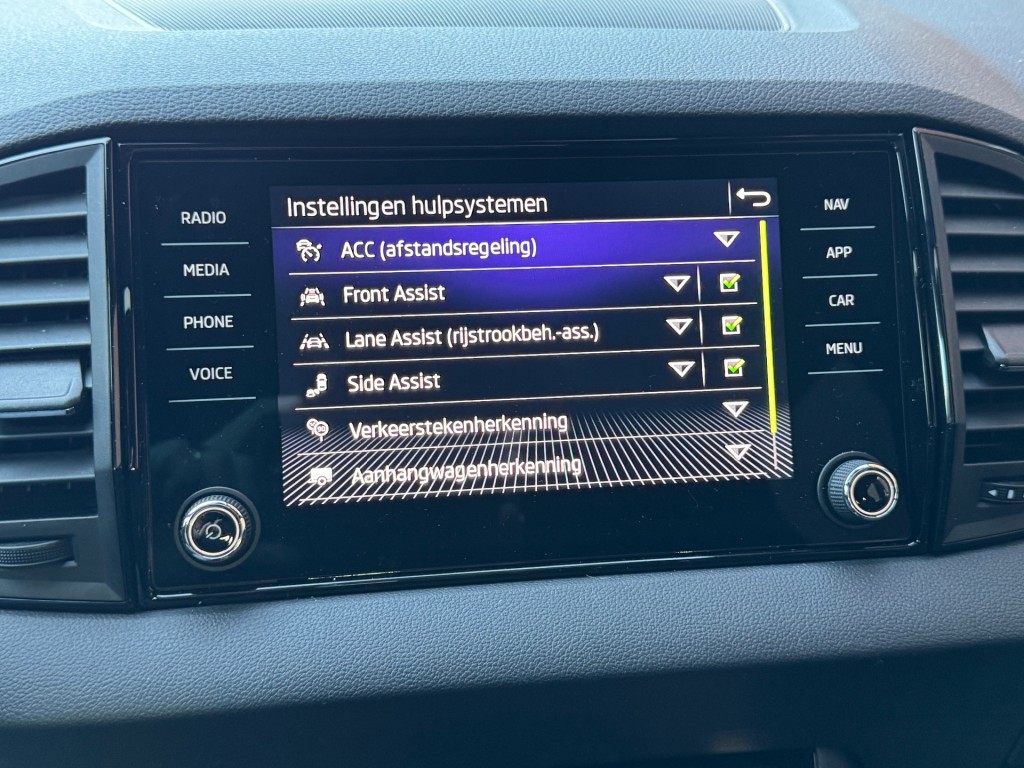 Instellingen hulpsystemen
RADIO
MEDIA
PHONE
VOICE
ACC (afstandsregeling)
Front Assist
Lane Assist (rijstrookbeh.-ass.)
Side Assist
Verkeerstekenherkenning
Aanhangwagenherkenning
NAV
APP
CAR
MENU